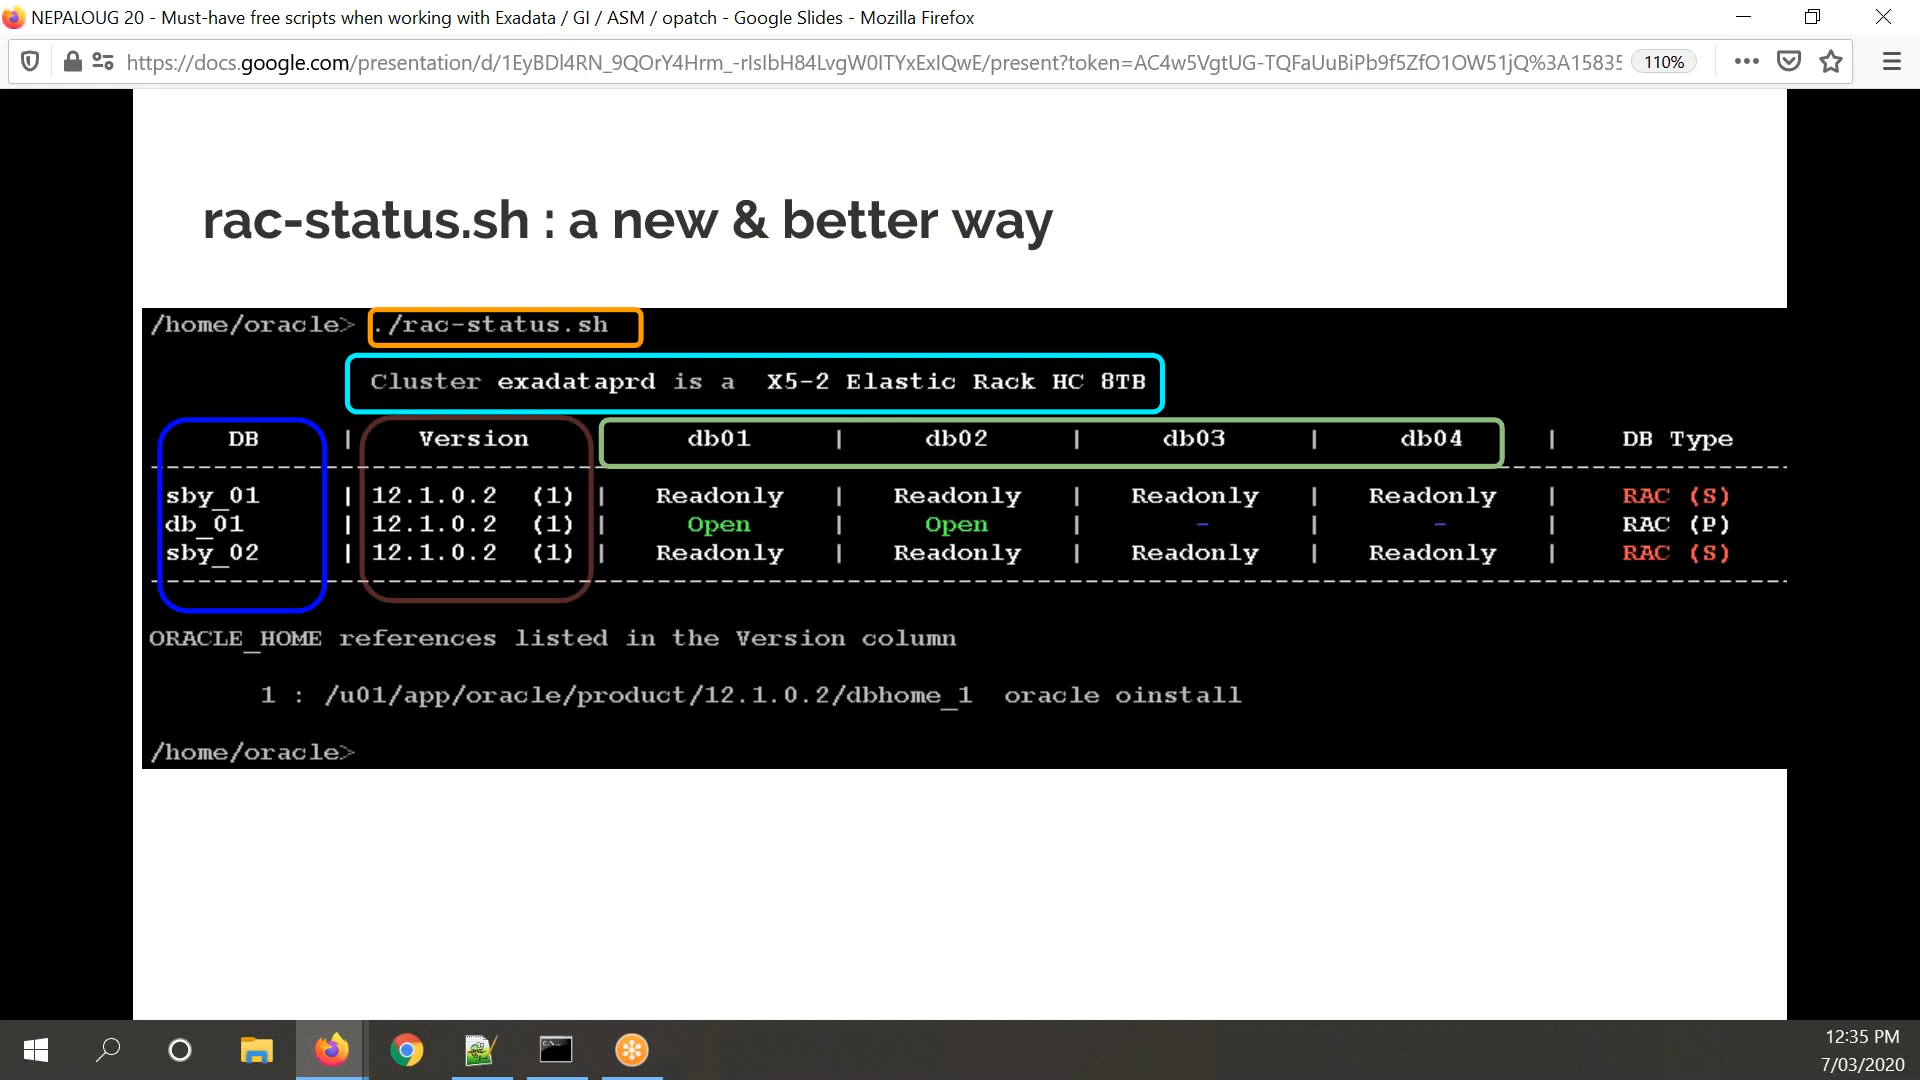 NEPALOUG 20 - Must-have free scripts when working with Exadata / GI / ASM / opatch - Google Slides - Mozilla Firefox
https://docs.google.com/presentation/d/1EyBDl4RN_9QOrY4Hrm_-rIsIbH84LvgW0ITYxExIQwE/present?token=AC4w5VgtUG-TQFaUuBiPb9f5ZfO1OW51jQ%3A15835 110%
rac-status.sh : a new & better way
/home/oracle> ./rac-status.sh
Cluster exadataprd is a X5-2 Elastic Rack HC 8TB
DB | Version db01 | db02 | db03 | db04 | DB Type
sby_01 | 12.1.0.2 (1) | Readonly | Readonly | Readonly | Readonly | RAC (S)
db_01 | 12.1.0.2 (1) | Open | Open | - | - | RAC (P)
sby_02 | 12.1.0.2 (1) | Readonly | Readonly | Readonly | Readonly | RAC (S)
ORACLE_HOME references listed in the Version column
1 : /u01/app/oracle/product/12.1.0.2/dbhome_1 oracle oinstall
/home/oracle>
12:35 PM
7/03/2020